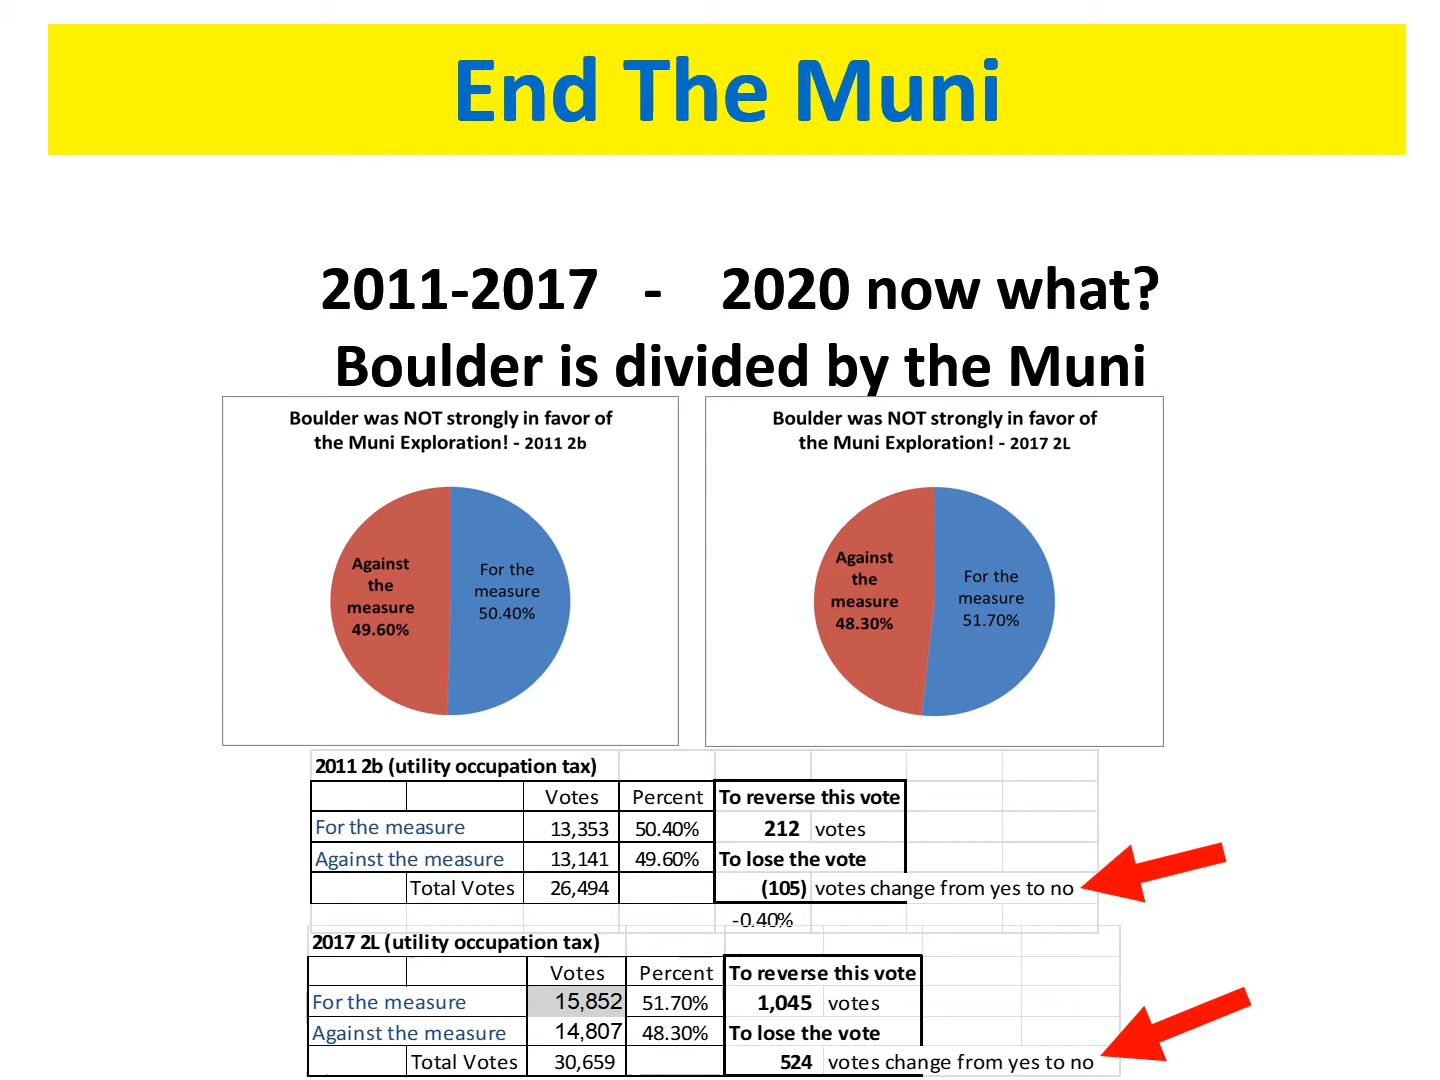 End The Muni
2011-2017 - 2020 now what?
Boulder is divided by the Muni
Boulder was NOT strongly in favor of
the Muni Exploration! - 2011 2b
Against
the
measure
49.60%
For the
measure
50.40%
Boulder was NOT strongly in favor of
the Muni Exploration! - 2017 2L
Against
the
measure
48.30%
For the
measure
51.70%
2011 2b (utility occupation tax)
Votes Percent To reverse this vote
For the measure 13,353 50.40% 212 votes
Against the measure 13,141 49.60% To lose the vote
Total Votes 26,494 (105) votes change from yes to no
-0.40%
2017 2L (utility occupation tax)
Votes Percent To reverse this vote
For the measure 15,852 51.70% 1,045 votes
Against the measure 14,807 48.30% To lose the vote
Total Votes 30,659 524 votes change from yes to no